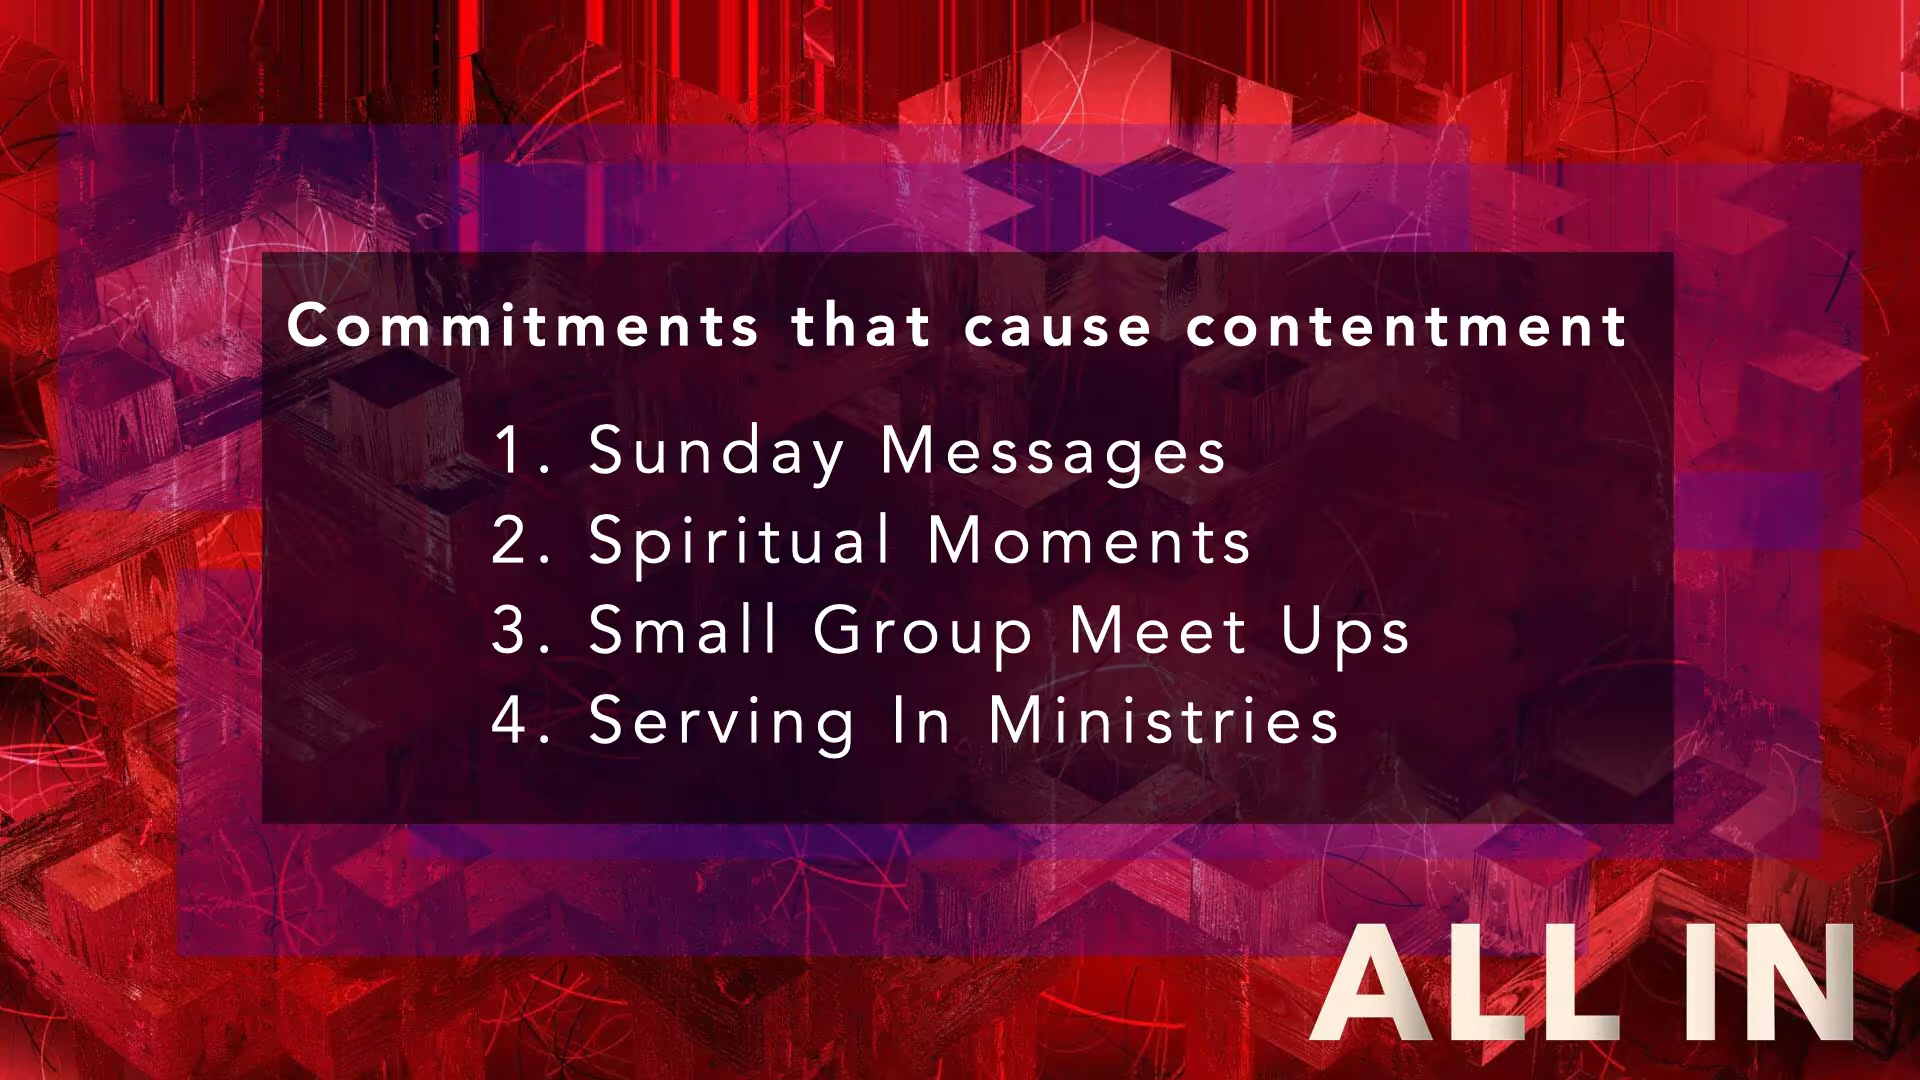 Commitments that cause contentment
1. Sunday Messages
2. Spiritual Moments
3. Small Group Meet Ups
4. Serving In Ministries
ALL IN